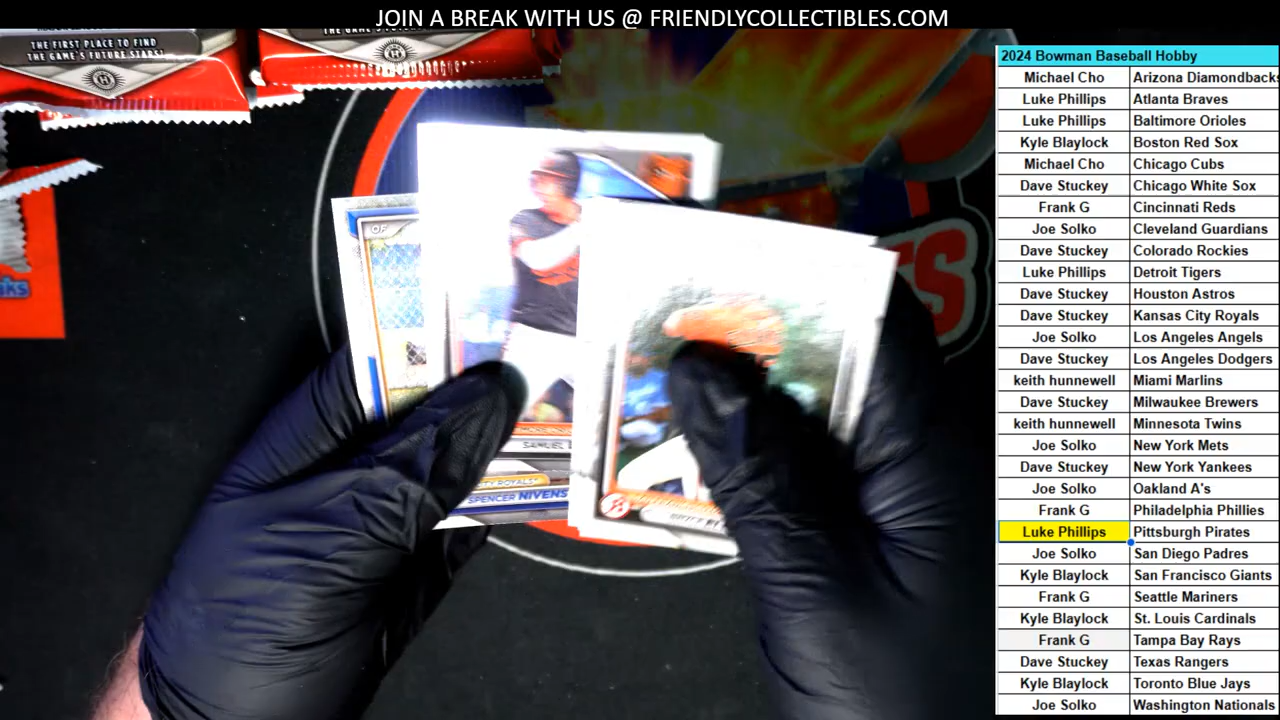 JOIN A BREAK WITH US @ FRIENDLYCOLLECTIBLES.COM
THE FIRST PLACE TO FIND
THE GAME'S FUTURE STARS!
THE GAME'S FUTURE STARS!
SAMUEL
SPENCER NIVENS
2024 Bowman Baseball Hobby
Michael Cho Arizona Diamondback
Luke Phillips Atlanta Braves
Luke Phillips Baltimore Orioles
Kyle Blaylock Boston Red Sox
Michael Cho Chicago Cubs
Dave Stuckey Chicago White Sox
Frank G Cincinnati Reds
Joe Solko Cleveland Guardians
Dave Stuckey Colorado Rockies
Luke Phillips Detroit Tigers
Dave Stuckey Houston Astros
Dave Stuckey Kansas City Royals
Joe Solko Los Angeles Angels
Dave Stuckey Los Angeles Dodgers
keith hunnewell Miami Marlins
Dave Stuckey Milwaukee Brewers
keith hunnewell Minnesota Twins
Joe Solko New York Mets
Dave Stuckey New York Yankees
Joe Solko Oakland A's
Frank G Philadelphia Phillies
Luke Phillips Pittsburgh Pirates
Joe Solko San Diego Padres
Kyle Blaylock San Francisco Giants
Frank G Seattle Mariners
Kyle Blaylock St. Louis Cardinals
Frank G Tampa Bay Rays
Dave Stuckey Texas Rangers
Kyle Blaylock Toronto Blue Jays
Joe Solko Washington Nationals